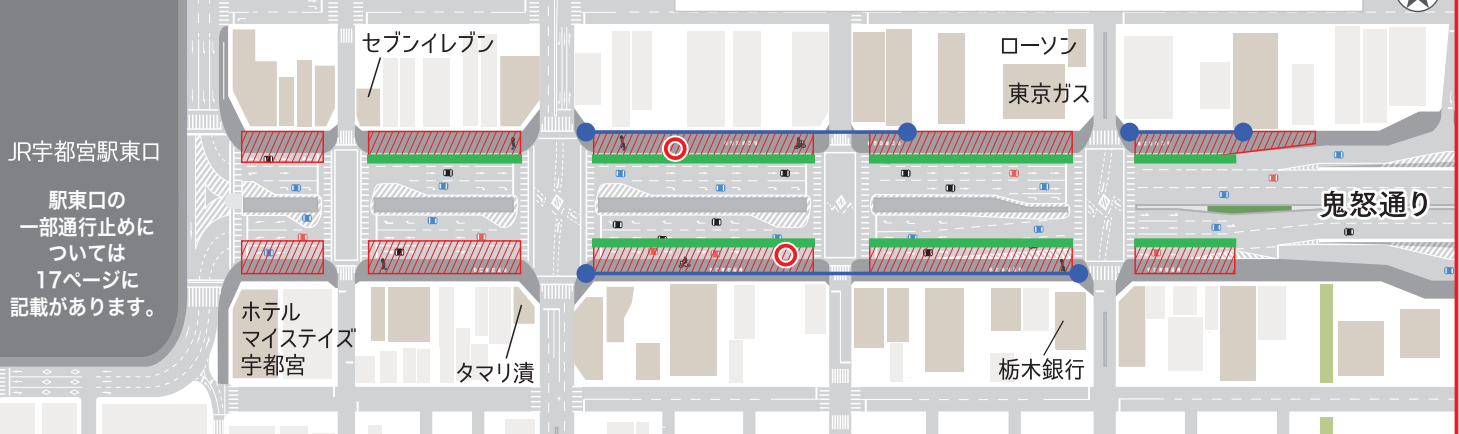 セブンイレブン
ローソン
東京ガス
JR宇都宮駅東口
駅東口の
一部通行止めに
ついては
17ページに
記載があります。
鬼怒通り
ホテル
マイステイズ
宇都宮
タマリ漬
栃木銀行